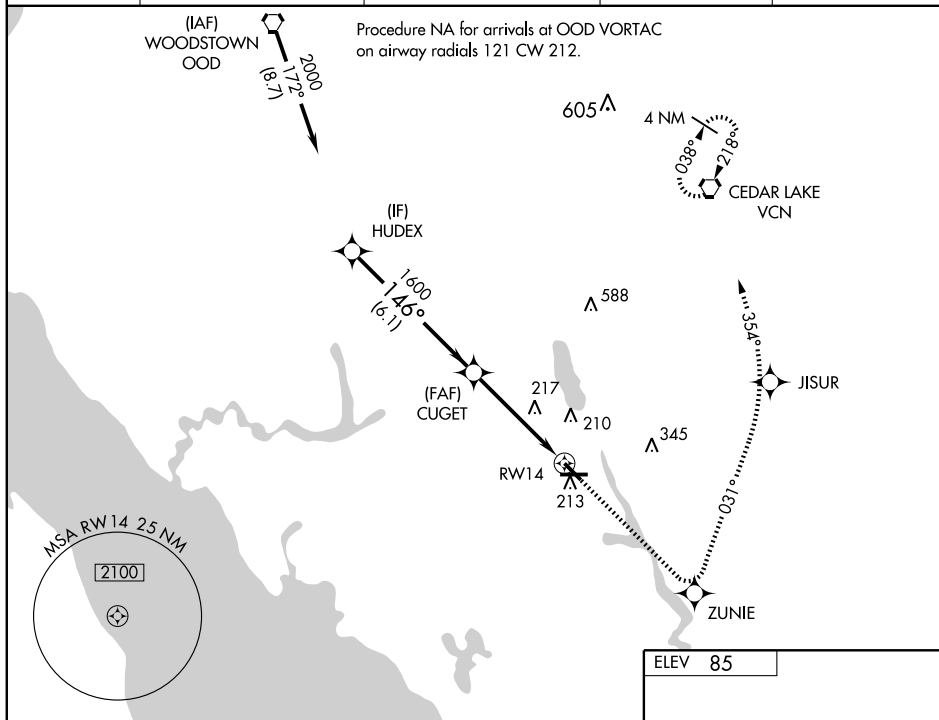 (IAF)
WOODSTOWN
OOD
Procedure NA for arrivals at OOD VORTAC
on airway radials 121 CW 212.
2000
172°
(8.7)
605
4 NM
038°
218°
CEDAR LAKE
VCN
(IF)
HUDEX
1600
146°
(6.1)
588
354°
JISUR
(FAF)
CUGET
217
210
345
RW14
213
031°
MSA RW14 25 NM
2100
ZUNIE
ELEV 85